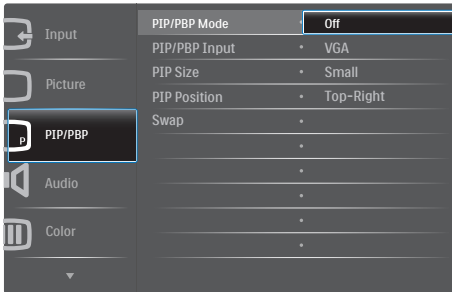 Input
Picture
P
PIP/PBP
Audio
Color
PIP/PBP Mode • Off
PIP/PBP Input • VGA
PIP Size • Small
PIP Position • Top-Right
Swap •